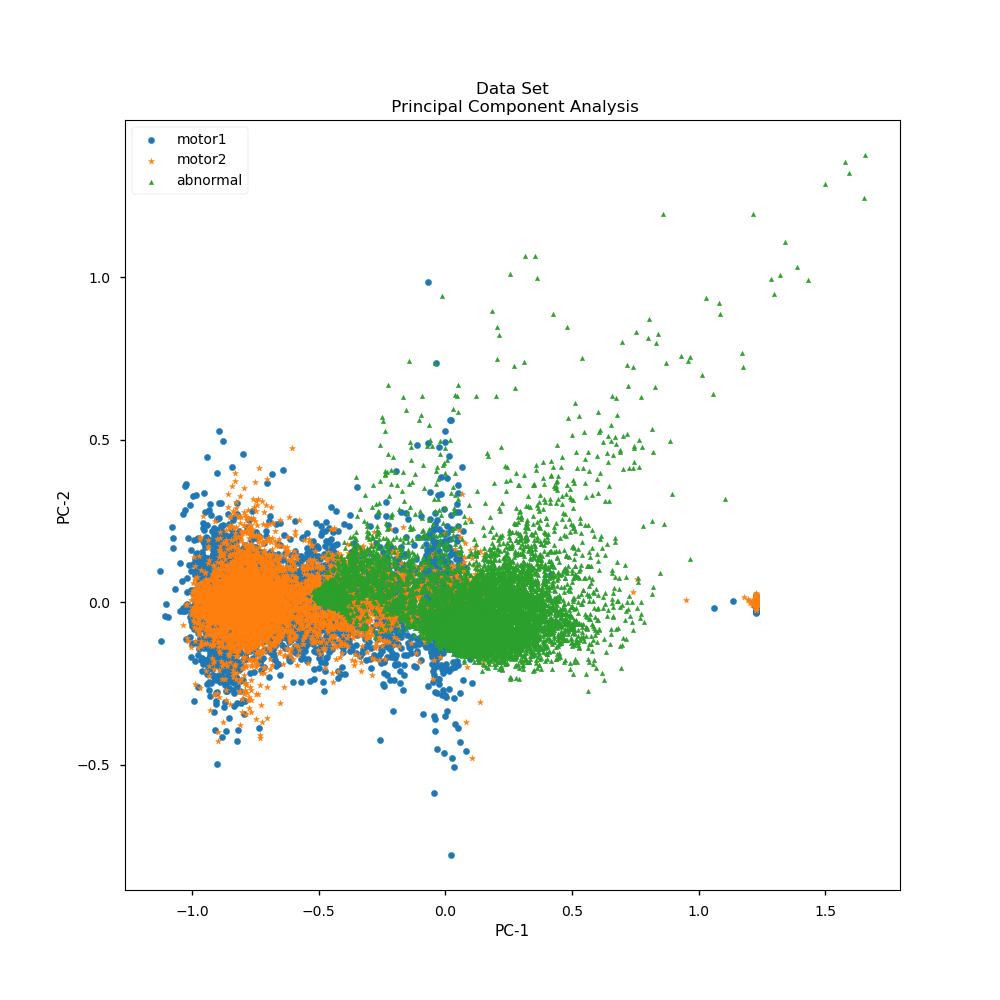 Data Set
Principal Component Analysis
motor1
motor2
abnormal
1.0
0.5
0.0
−0.5
PC-2
−1.0
−0.5
0.0
0.5
1.0
1.5
PC-1